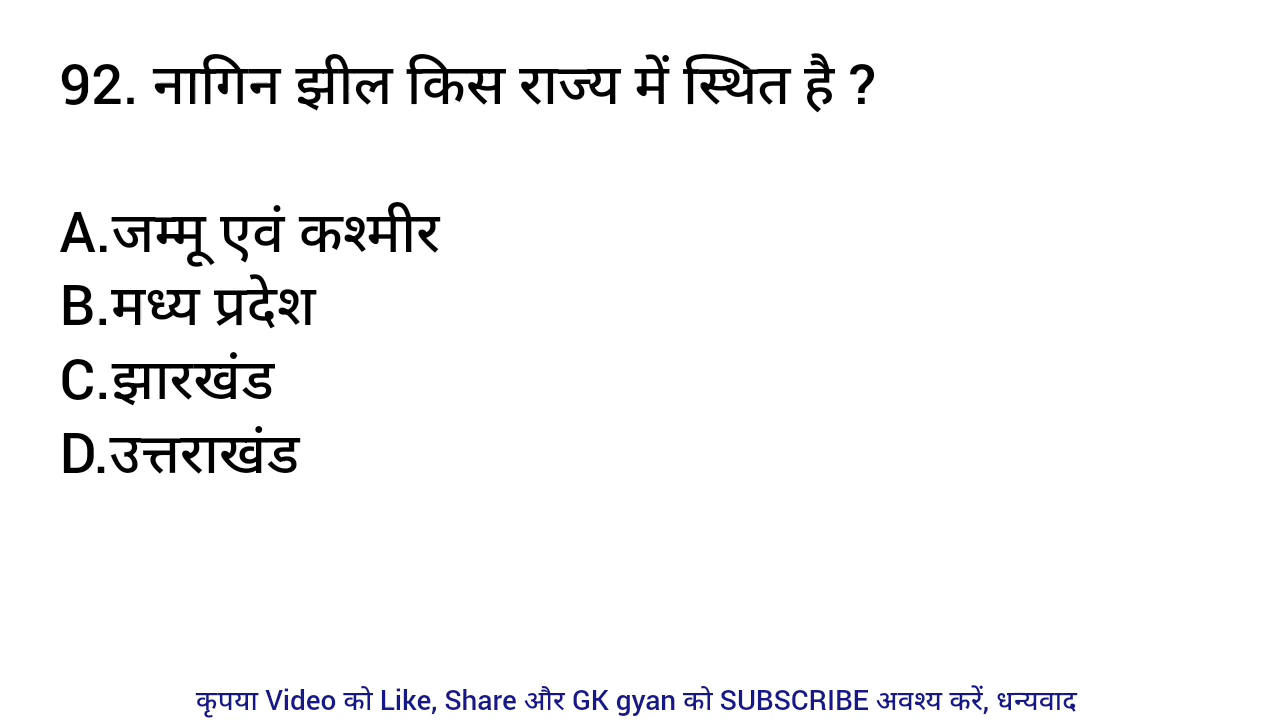 92. नागिन झील किस राज्य में स्थित है ?
A.जम्मू एवं कश्मीर
B.मध्य प्रदेश
C.झारखंड
D.उत्तराखंड
कृपया Video को Like, Share और GK gyan को SUBSCRIBE अवश्य करें, धन्यवाद